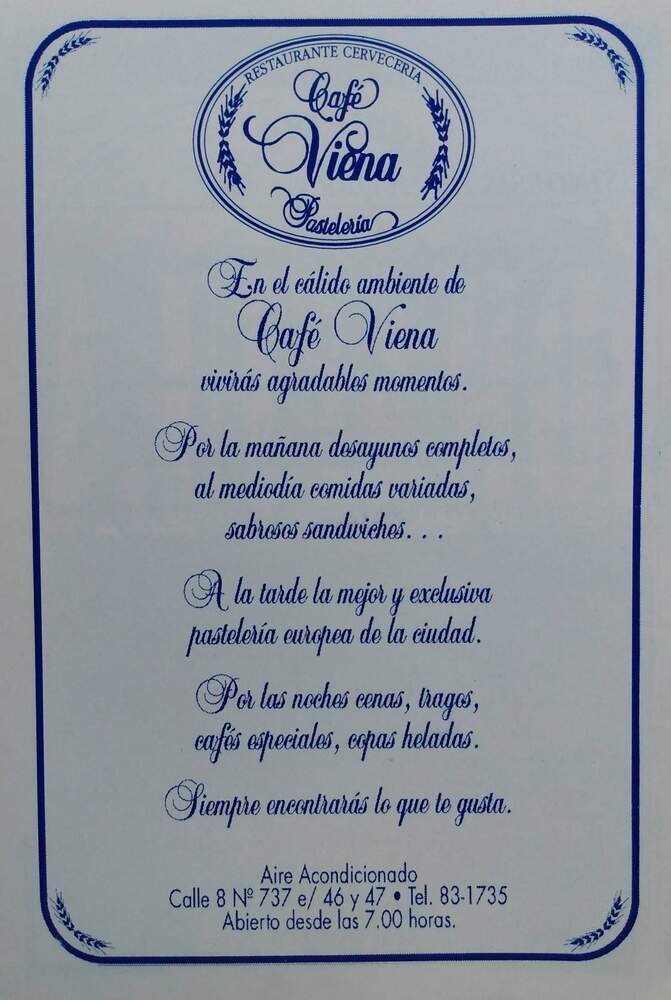 RESTAURANTE CERVECERIA
Café
Viena
Pastelería
En el cálido ambiente de
Café Viena
vivirás agradables momentos.
Por la mañana desayunos completos,
al mediodía comidas variadas,
sabrosos sandwiches. . .
A la tarde la mejor y exclusiva
pastelería europea de la ciudad.
Por las noches cenas, tragos,
cafés especiales, copas heladas.
Siempre encontrarás lo que te gusta.
Aire Acondicionado
Calle 8 Nº 737 e/ 46 y 47 • Tel. 83-1735
Abierto desde las 7.00 horas.